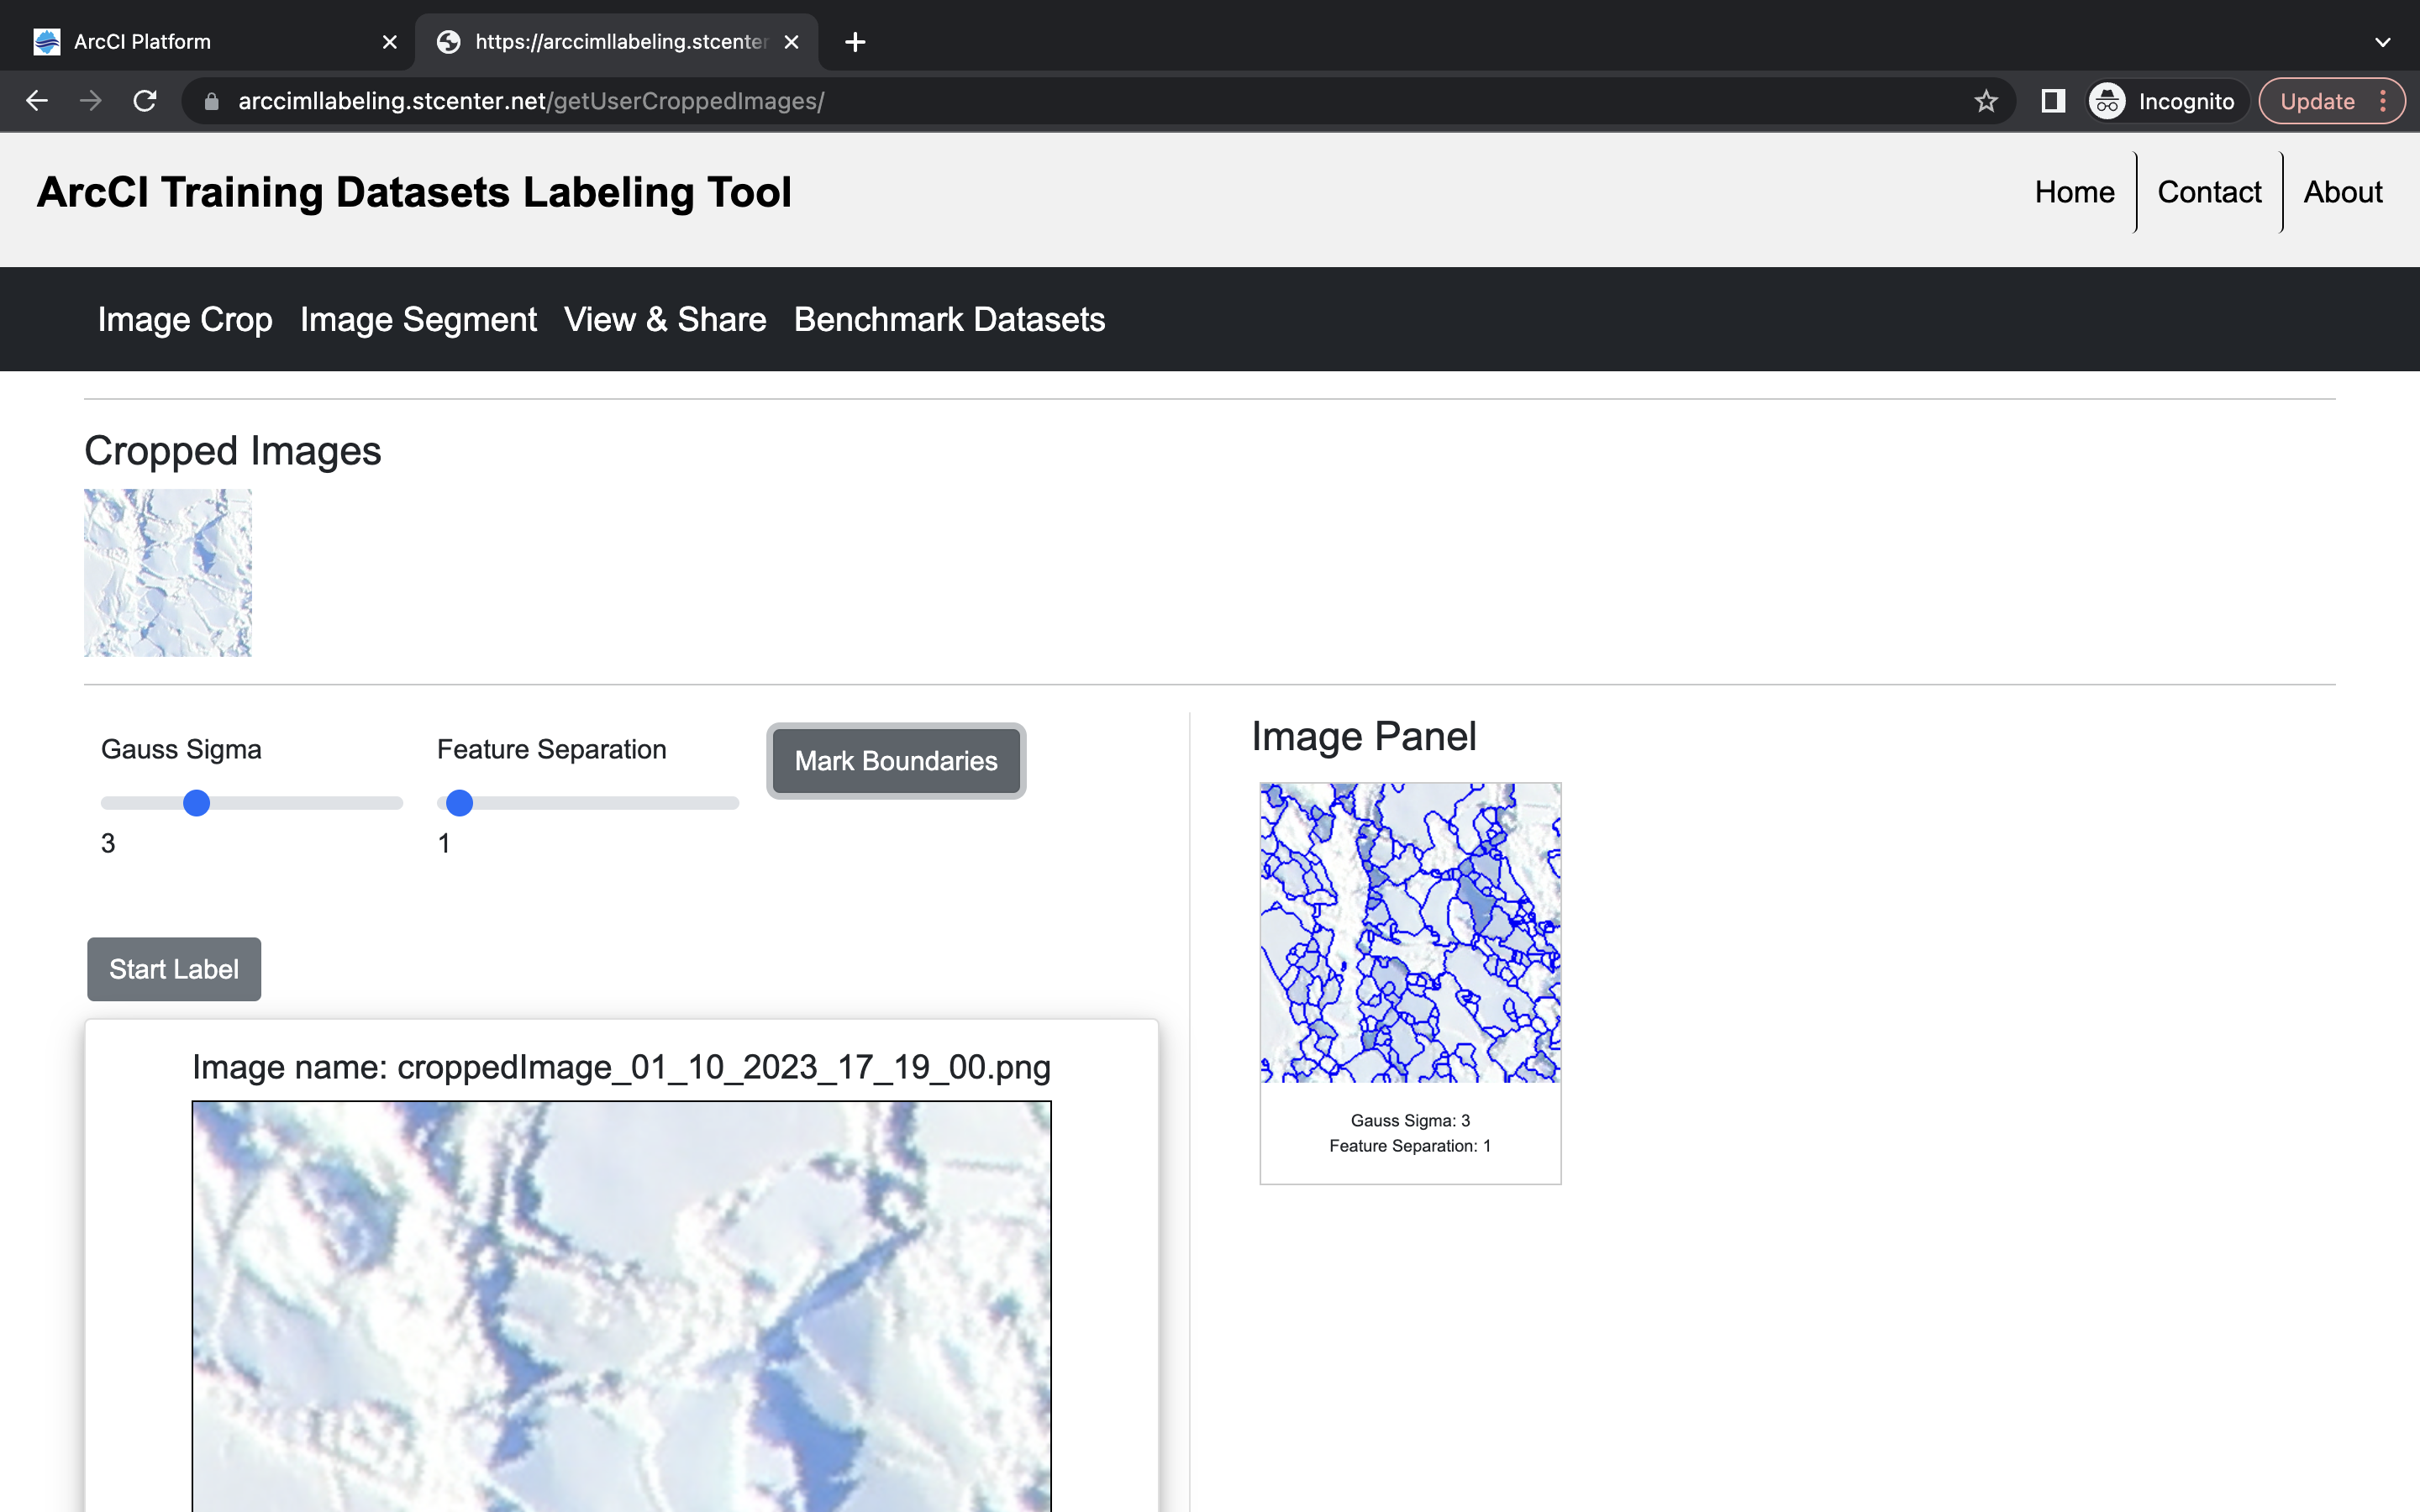 ArcCI Platform
https://arccimllabeling.stcenter
arccimllabeling.stcenter.net/getUserCroppedImages/
Incognito
Update
ArcCI Training Datasets Labeling Tool
Home
Contact
About
Image Crop
Image Segment
View & Share
Benchmark Datasets
Cropped Images
Gauss Sigma
Feature Separation
Mark Boundaries
3
1
Start Label
Image name: croppedImage_01_10_2023_17_19_00.png
Image Panel
Gauss Sigma: 3
Feature Separation: 1